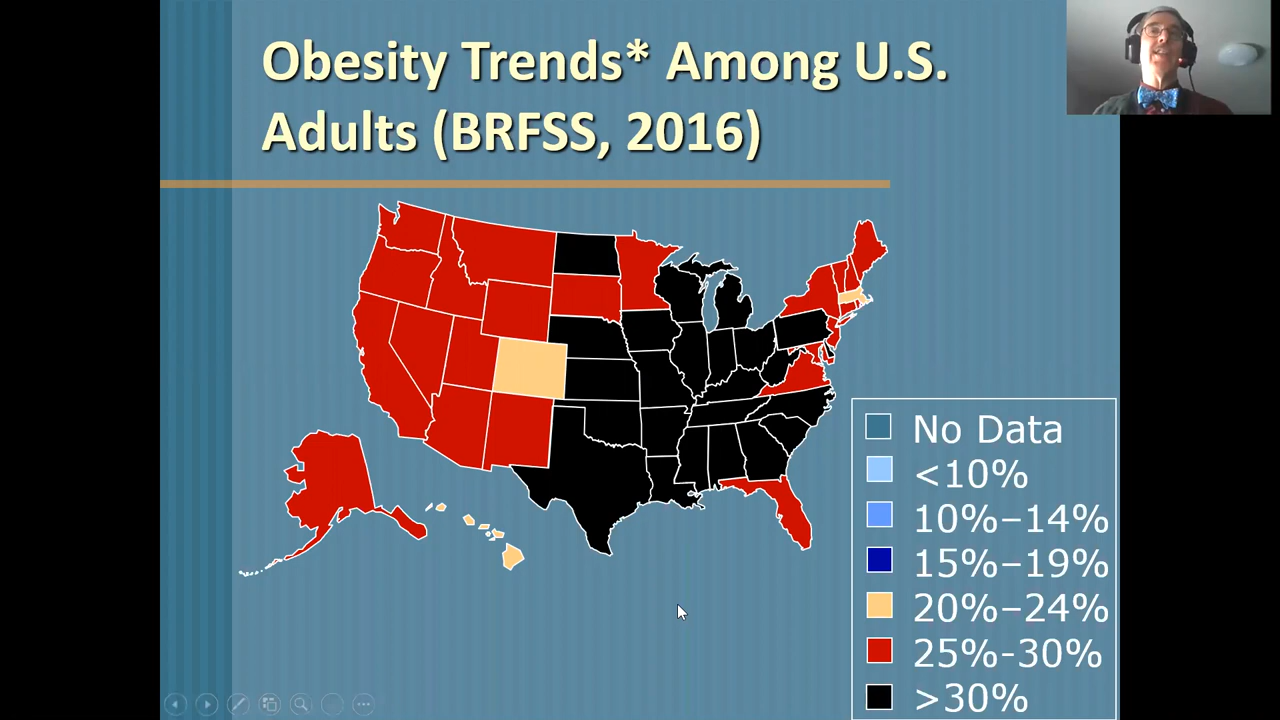 Obesity Trends* Among U.S.
Adults (BRFSS, 2016)
No Data
<10%
10%–14%
15%–19%
20%–24%
25%-30%
>30%